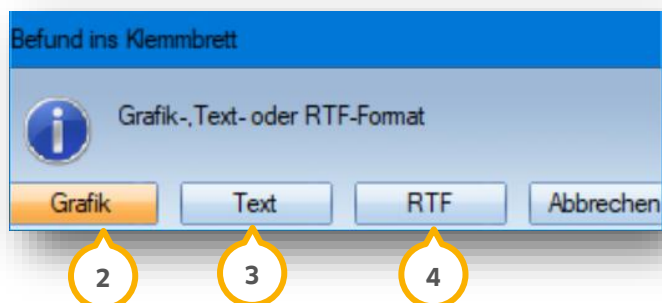 Befund ins Klemmbrett
Grafik-,Text- oder RTF-Format
Grafik Text RTF Abbrechen
2 3 4